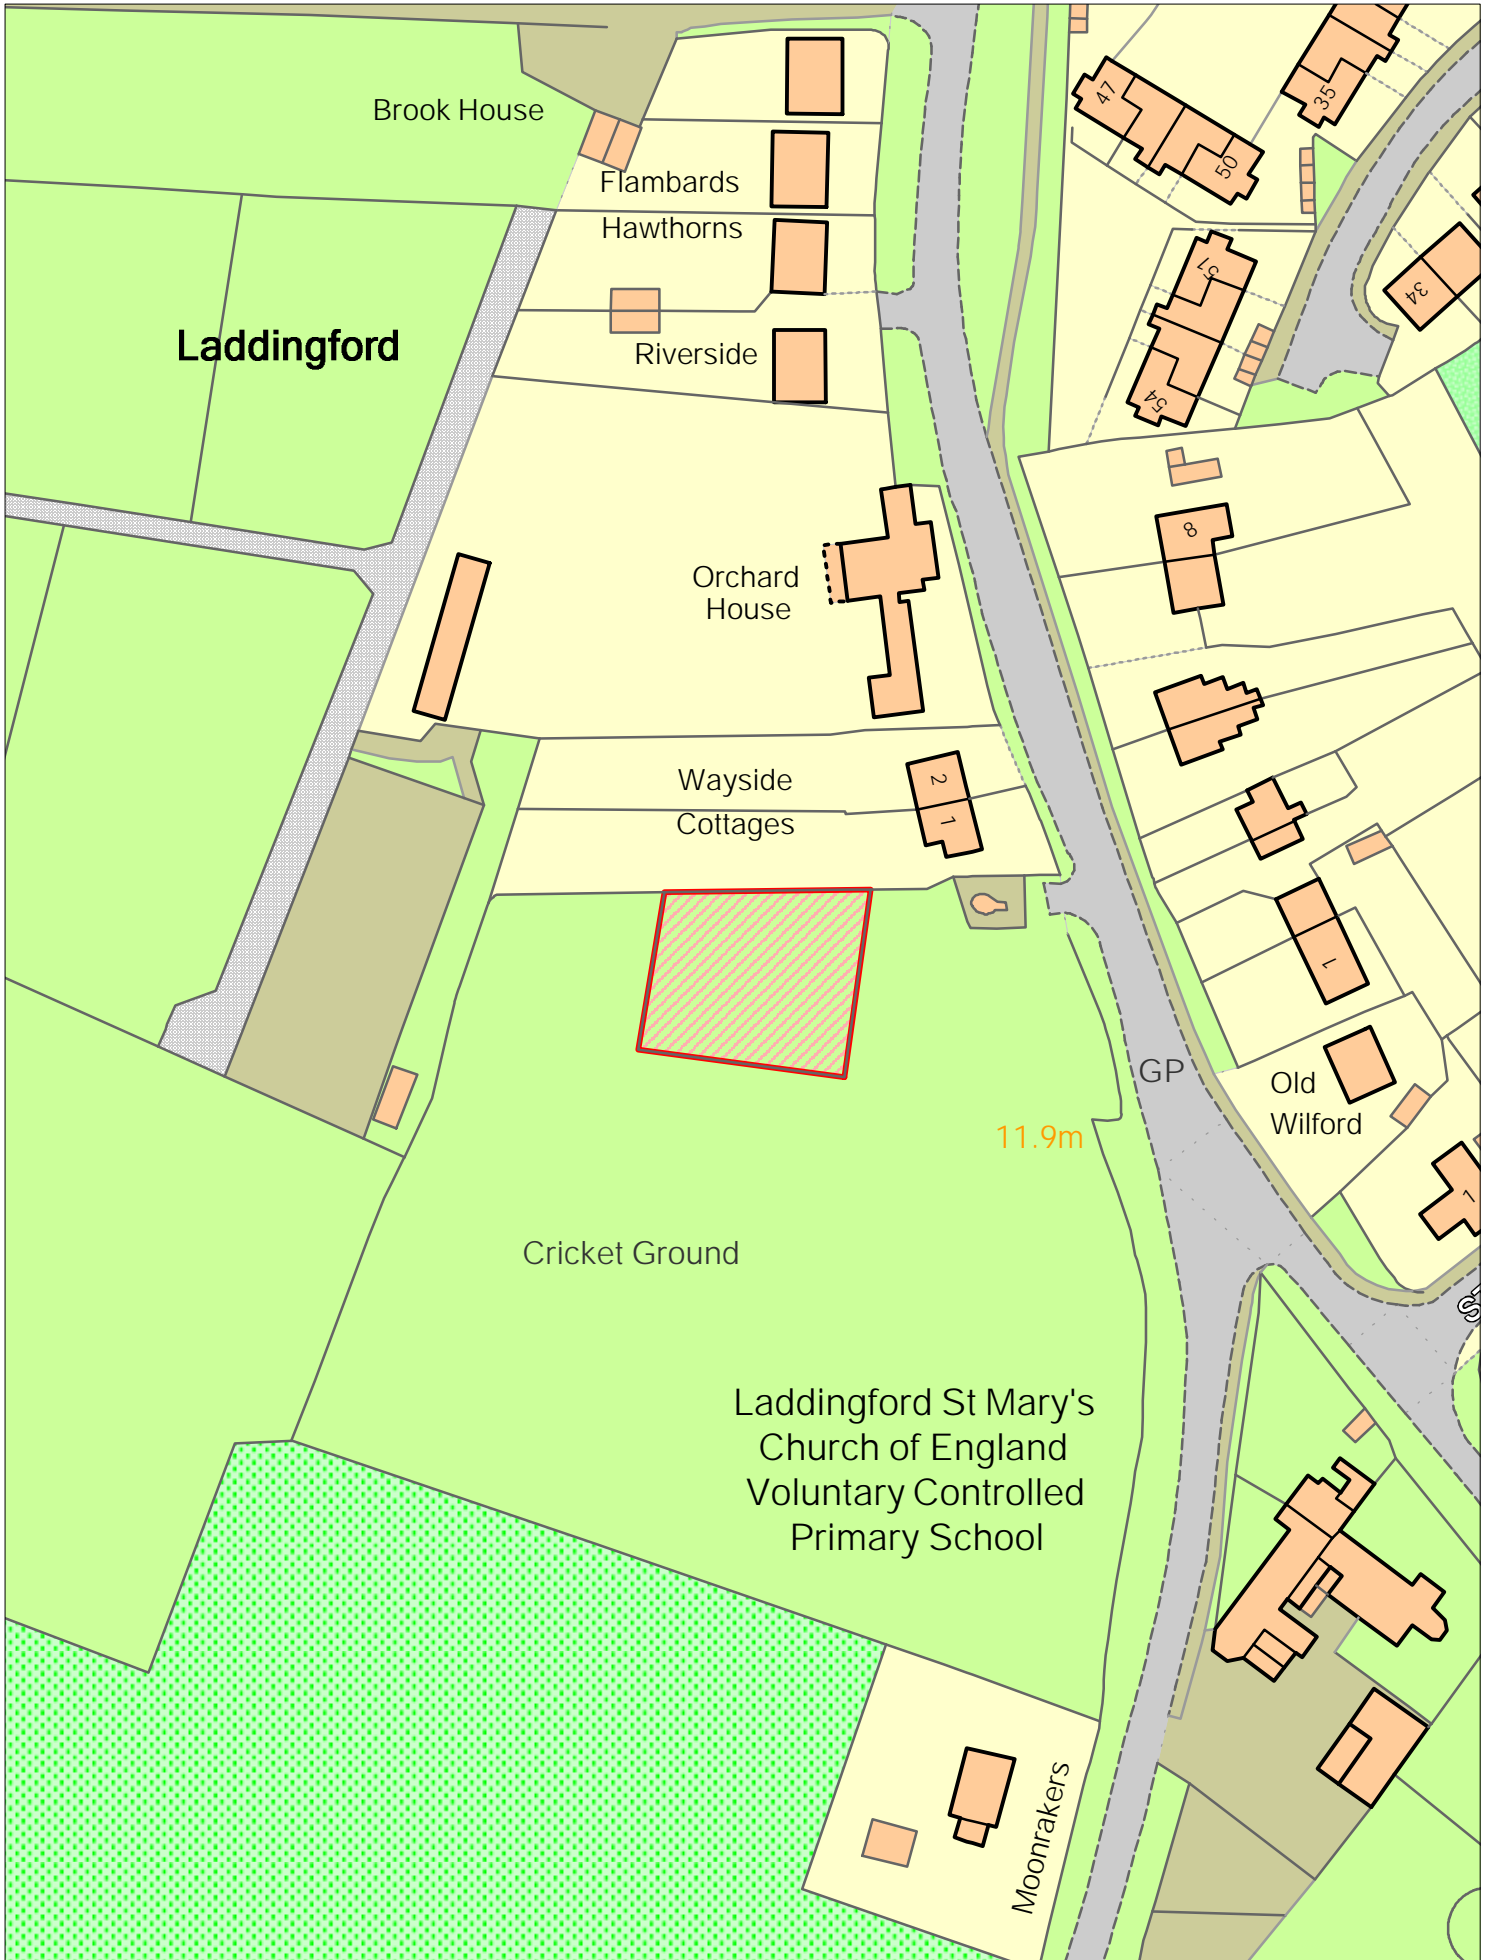 47
35
Brook House
50
Flambards
Hawthorns
57
34
Laddingford
Riverside
54
8
Orchard
House
Wayside
2
1
Cottages
1
GP
Old
Wilford
11.9m
Cricket Ground
Laddingford St Mary's
Church of England
Voluntary Controlled
Primary School
Moonrakers